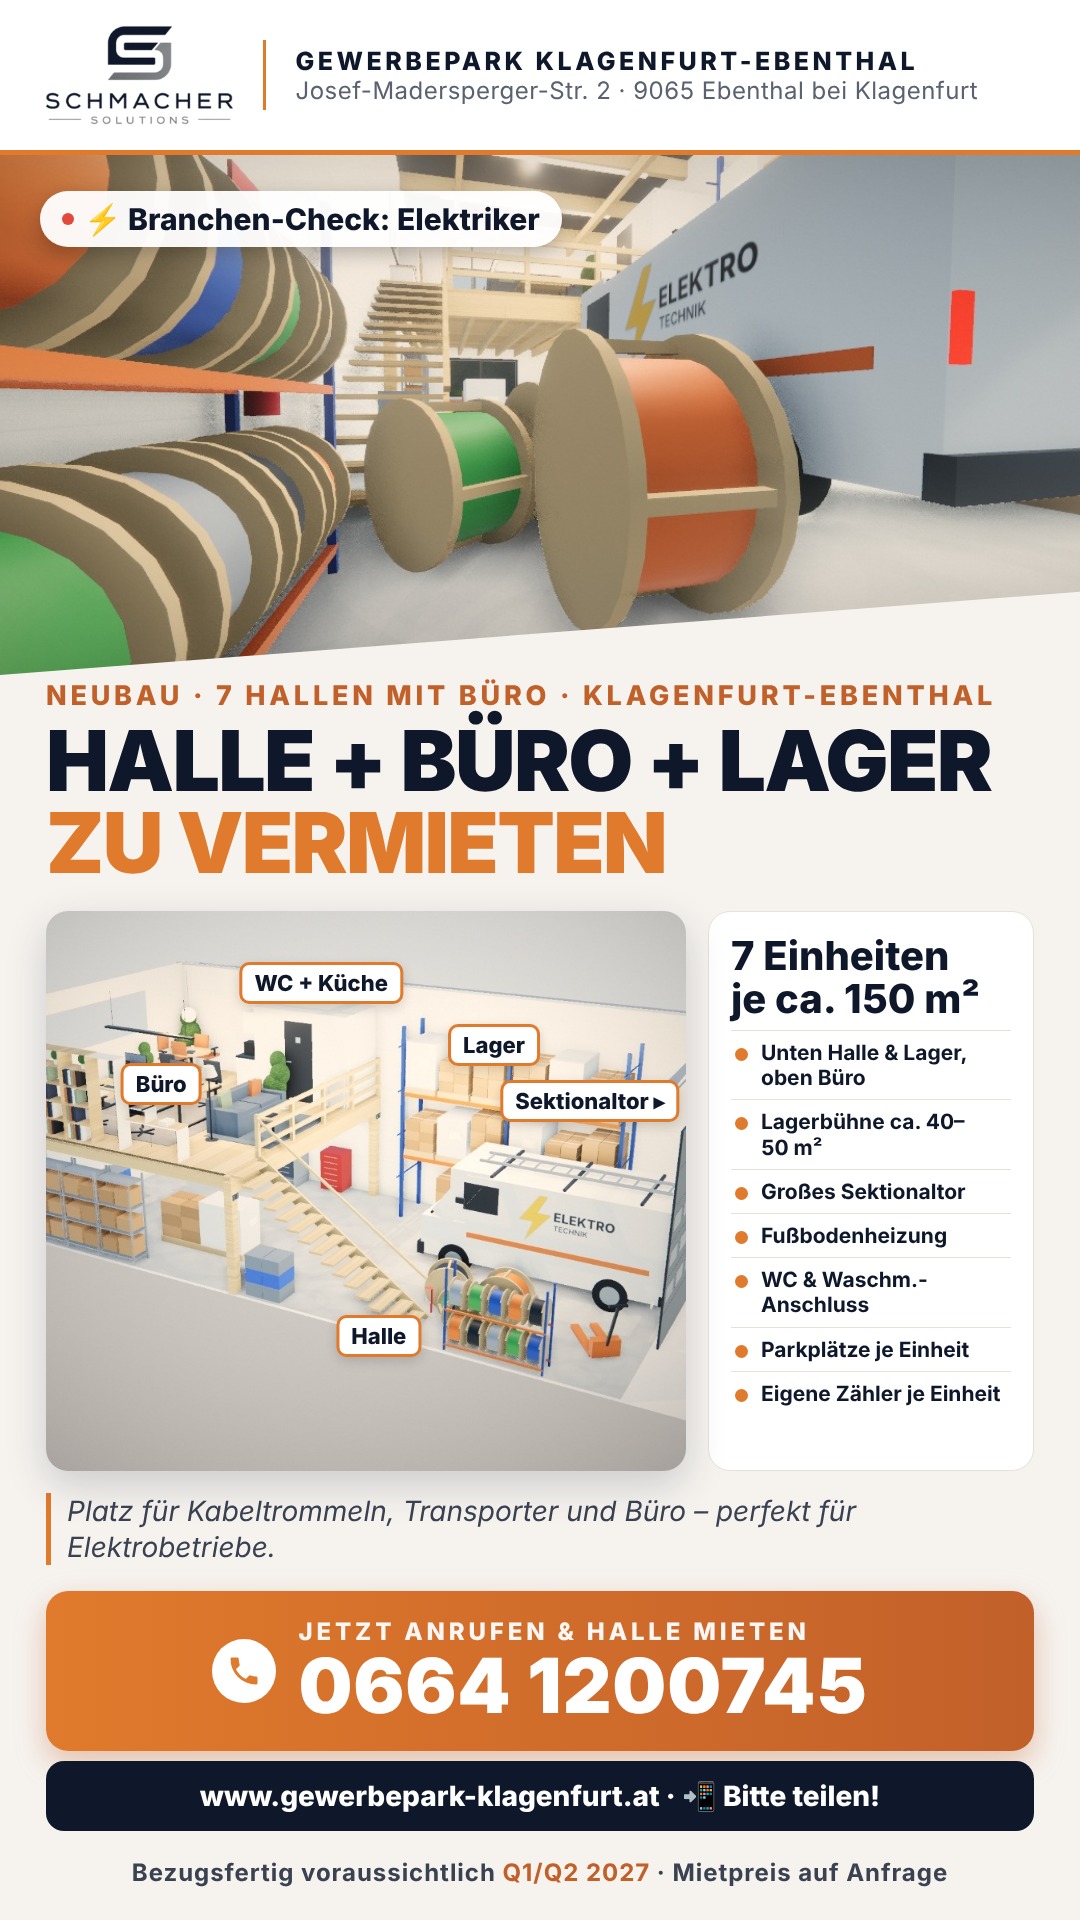 SCHMACHER
SOLUTIONS
GEWERBEPARK KLAGENFURT-EBENTHAL
Josef-Madersperger-Str. 2 · 9065 Ebenthal bei Klagenfurt
⚡ Branchen-Check: Elektriker
ELEKTRO
TECHNIK
NEUBAU · 7 HALLEN MIT BÜRO · KLAGENFURT-EBENTHAL
HALLE + BÜRO + LAGER
ZU VERMIETEN
WC + Küche
Lager
Büro
Sektionaltor ▸
ELEKTRO
TECHNIK
Halle
7 Einheiten
je ca. 150 m²
Unten Halle & Lager,
oben Büro
Lagerbühne ca. 40–
50 m²
Großes Sektionaltor
Fußbodenheizung
WC & Waschm.-
Anschluss
Parkplätze je Einheit
Eigene Zähler je Einheit
Platz für Kabeltrommeln, Transporter und Büro – perfekt für
Elektrobetriebe.
JETZT ANRUFEN & HALLE MIETEN
0664 1200745
www.gewerbepark-klagenfurt.at · 📲 Bitte teilen!
Bezugsfertig voraussichtlich Q1/Q2 2027 · Mietpreis auf Anfrage